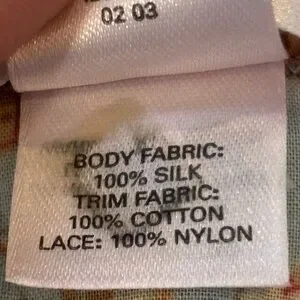 02 03
BODY FABRIC:
100% SILK
TRIM FABRIC:
100% COTTON
LACE: 100% NYLON